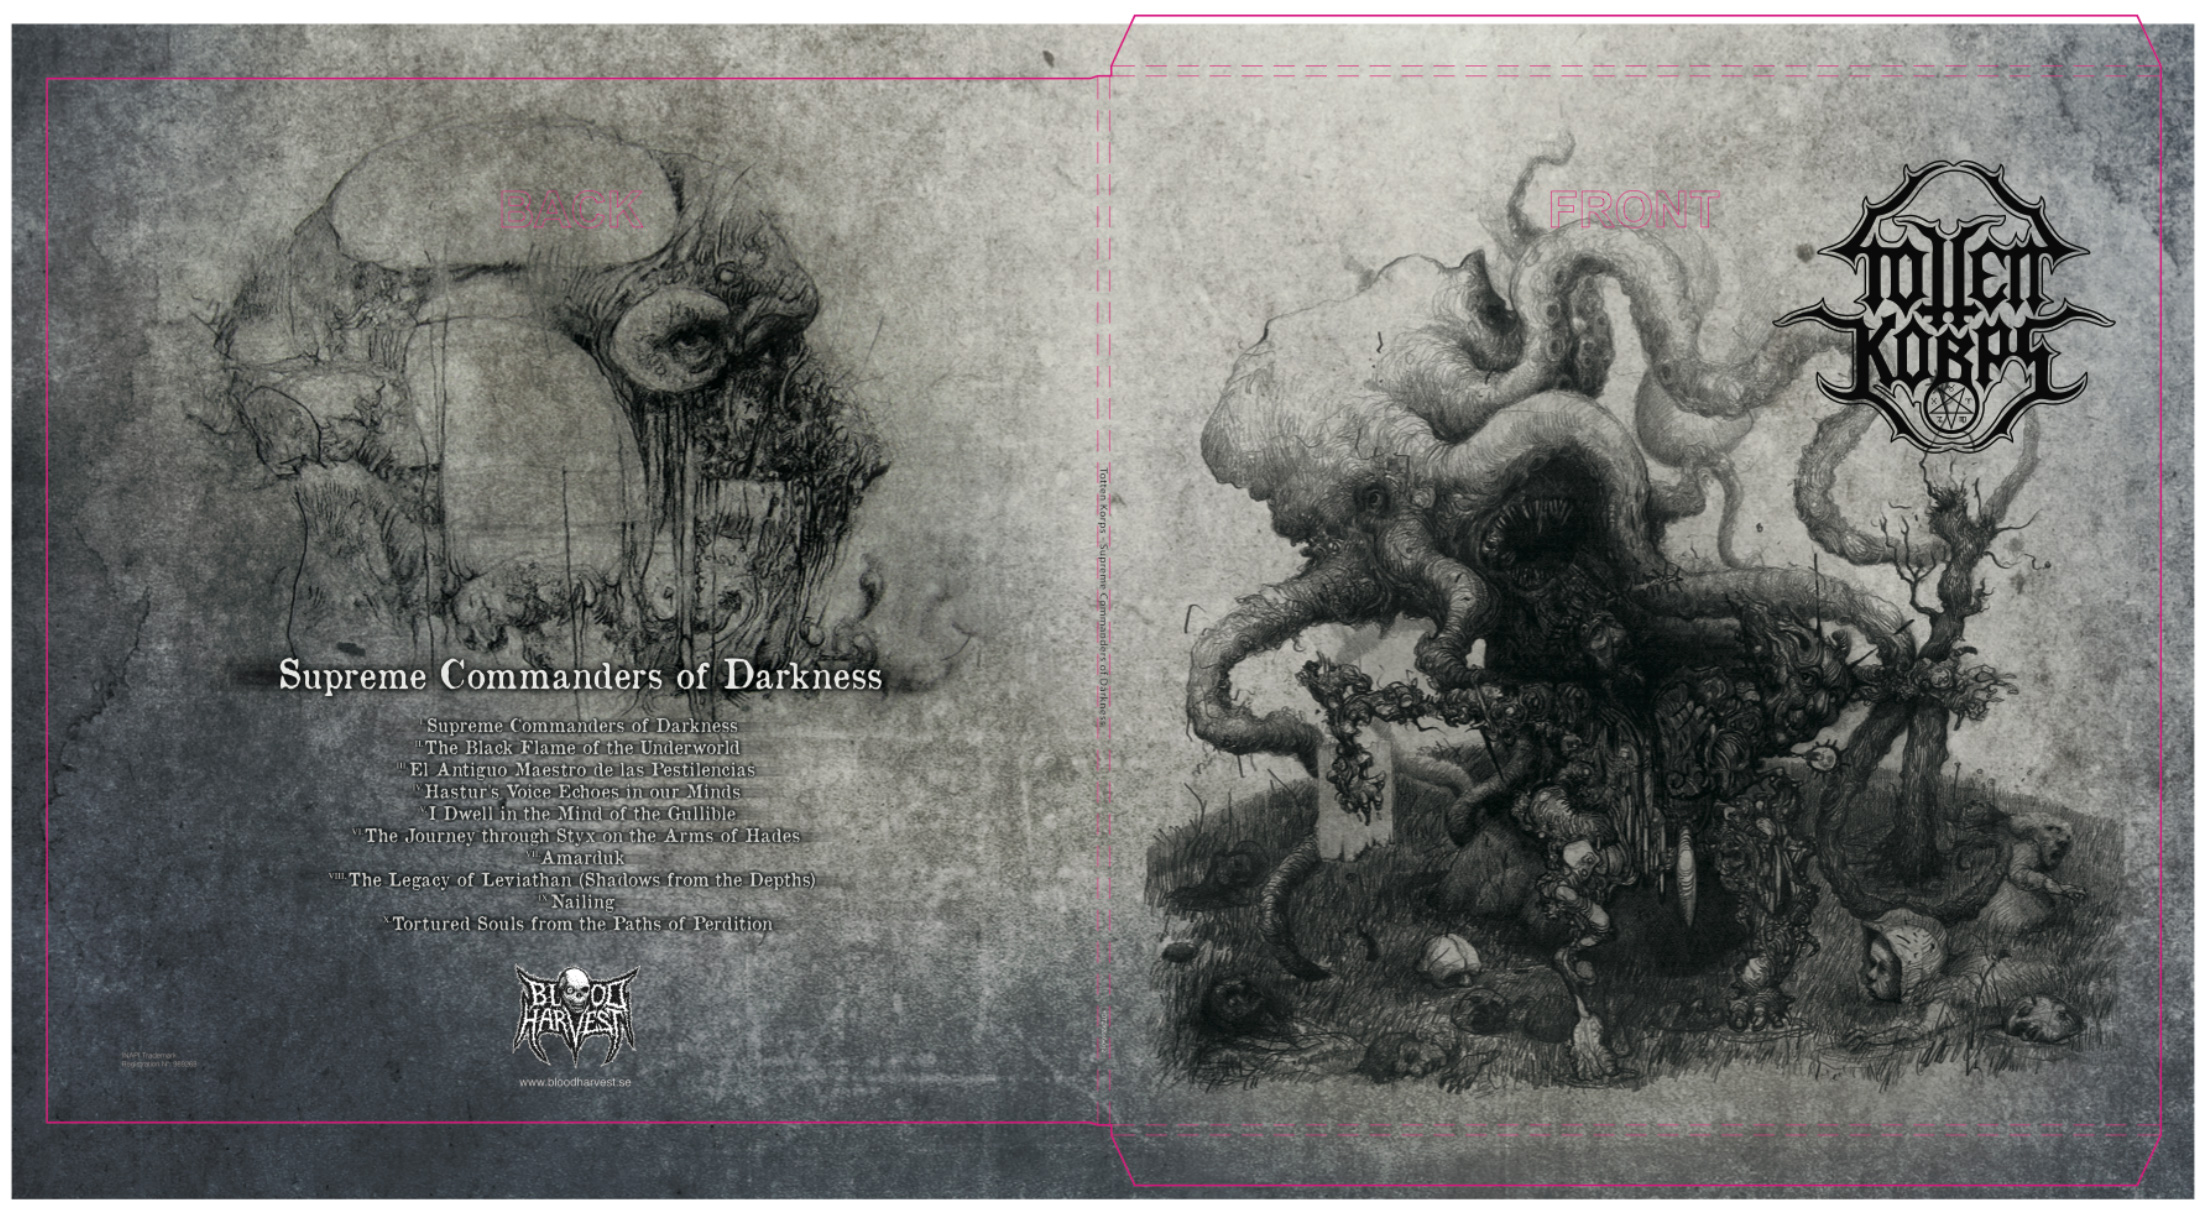 BACK
Supreme Commanders of Darkness
I. Supreme Commanders of Darkness
II. The Black Flame of the Underworld
III. El Antiguo Maestro de las Pestilencias
IV. Hastur's Voice Echoes in our Minds
V. I Dwell in the Mind of the Gullible
VI. The Journey through Styx on the Arms of Hades
VII. Amarduk
VIII. The Legacy of Leviathan (Shadows from the Depths)
IX. Nailing
X. Tortured Souls from the Paths of Perdition
BLOOD
HARVEST
www.bloodharvest.se
INAPI Trademark
Registration Nº
Totten Korps - Supreme Commanders of Darkness
FRONT
TOTTEN
KORPS